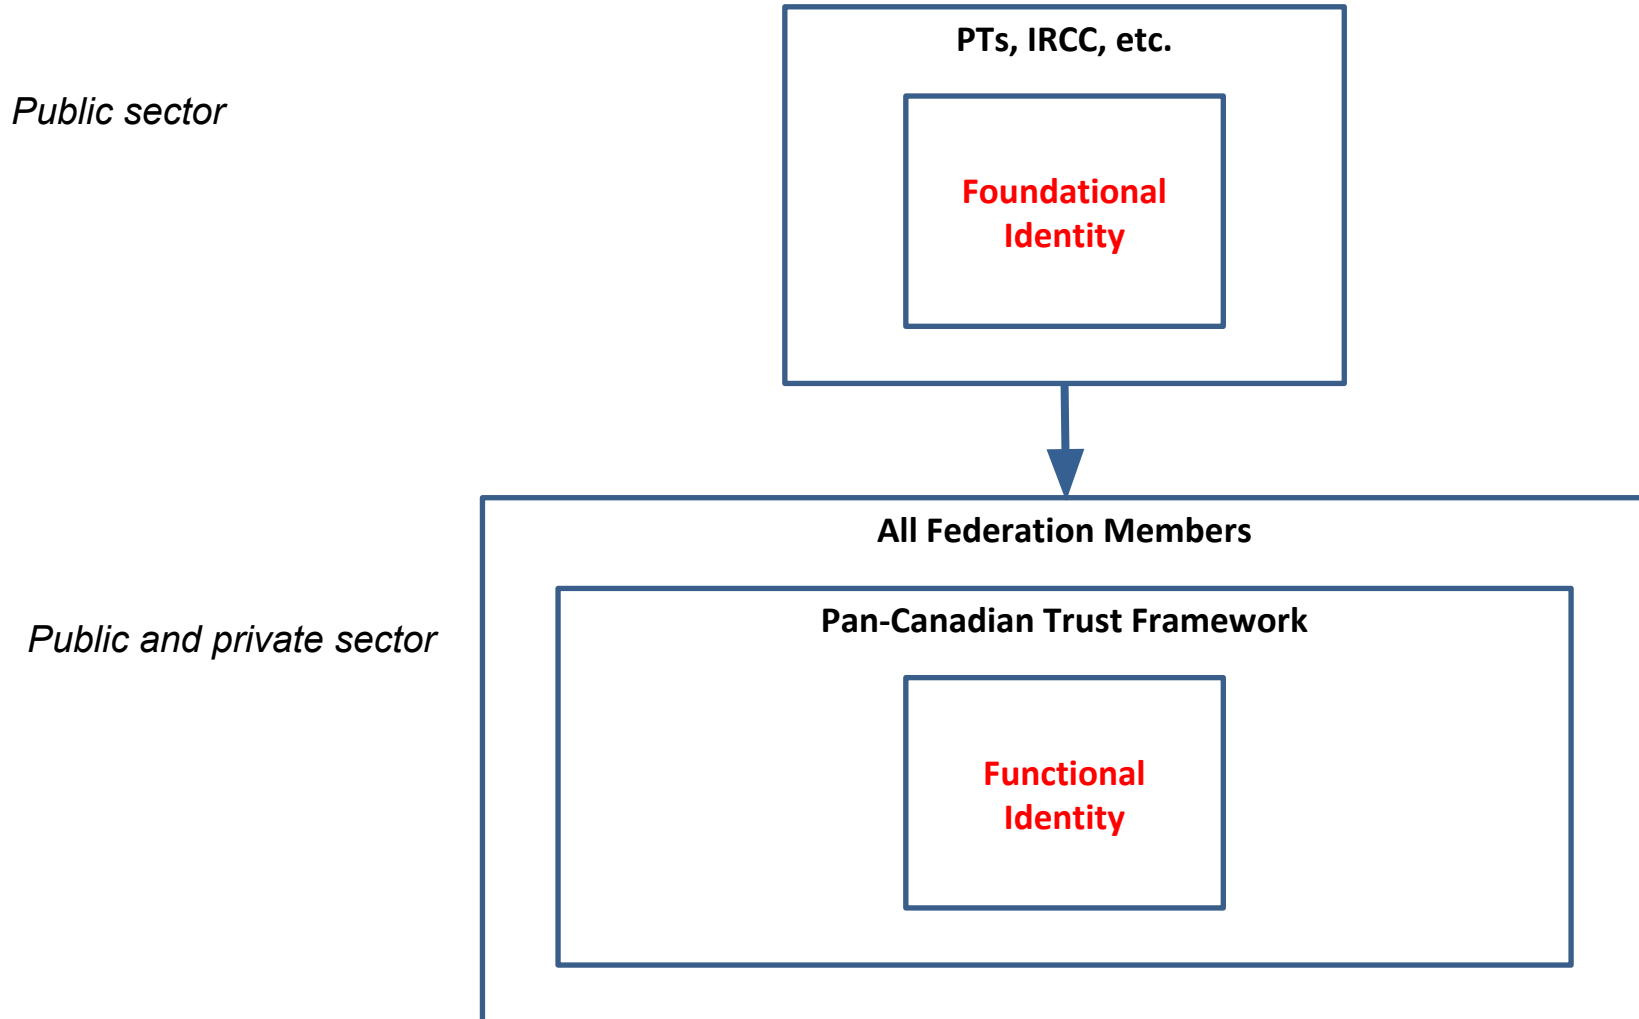 PTs, IRCC, etc.
Public sector
Foundational
Identity
All Federation Members
Pan-Canadian Trust Framework
Public and private sector
Functional
Identity